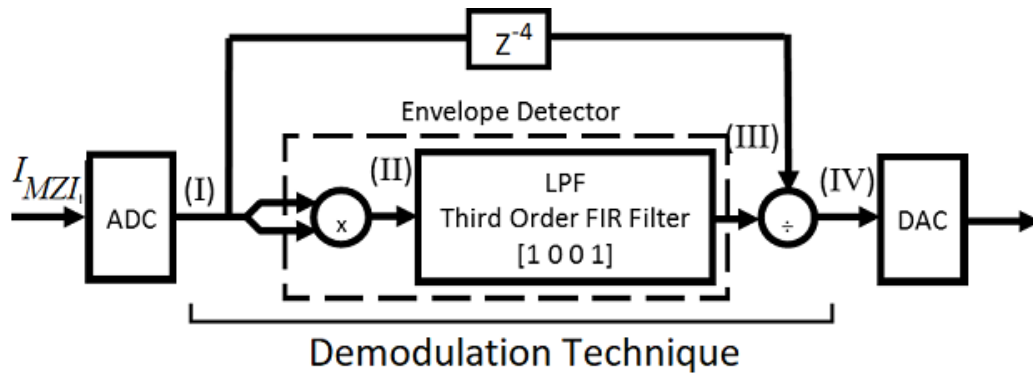 Z⁻⁴
Envelope Detector
(III)
I_MZI₁
(I)
(II)
(IV)
ADC
x
LPF
Third Order FIR Filter
[1 0 0 1]
÷
DAC
Demodulation Technique